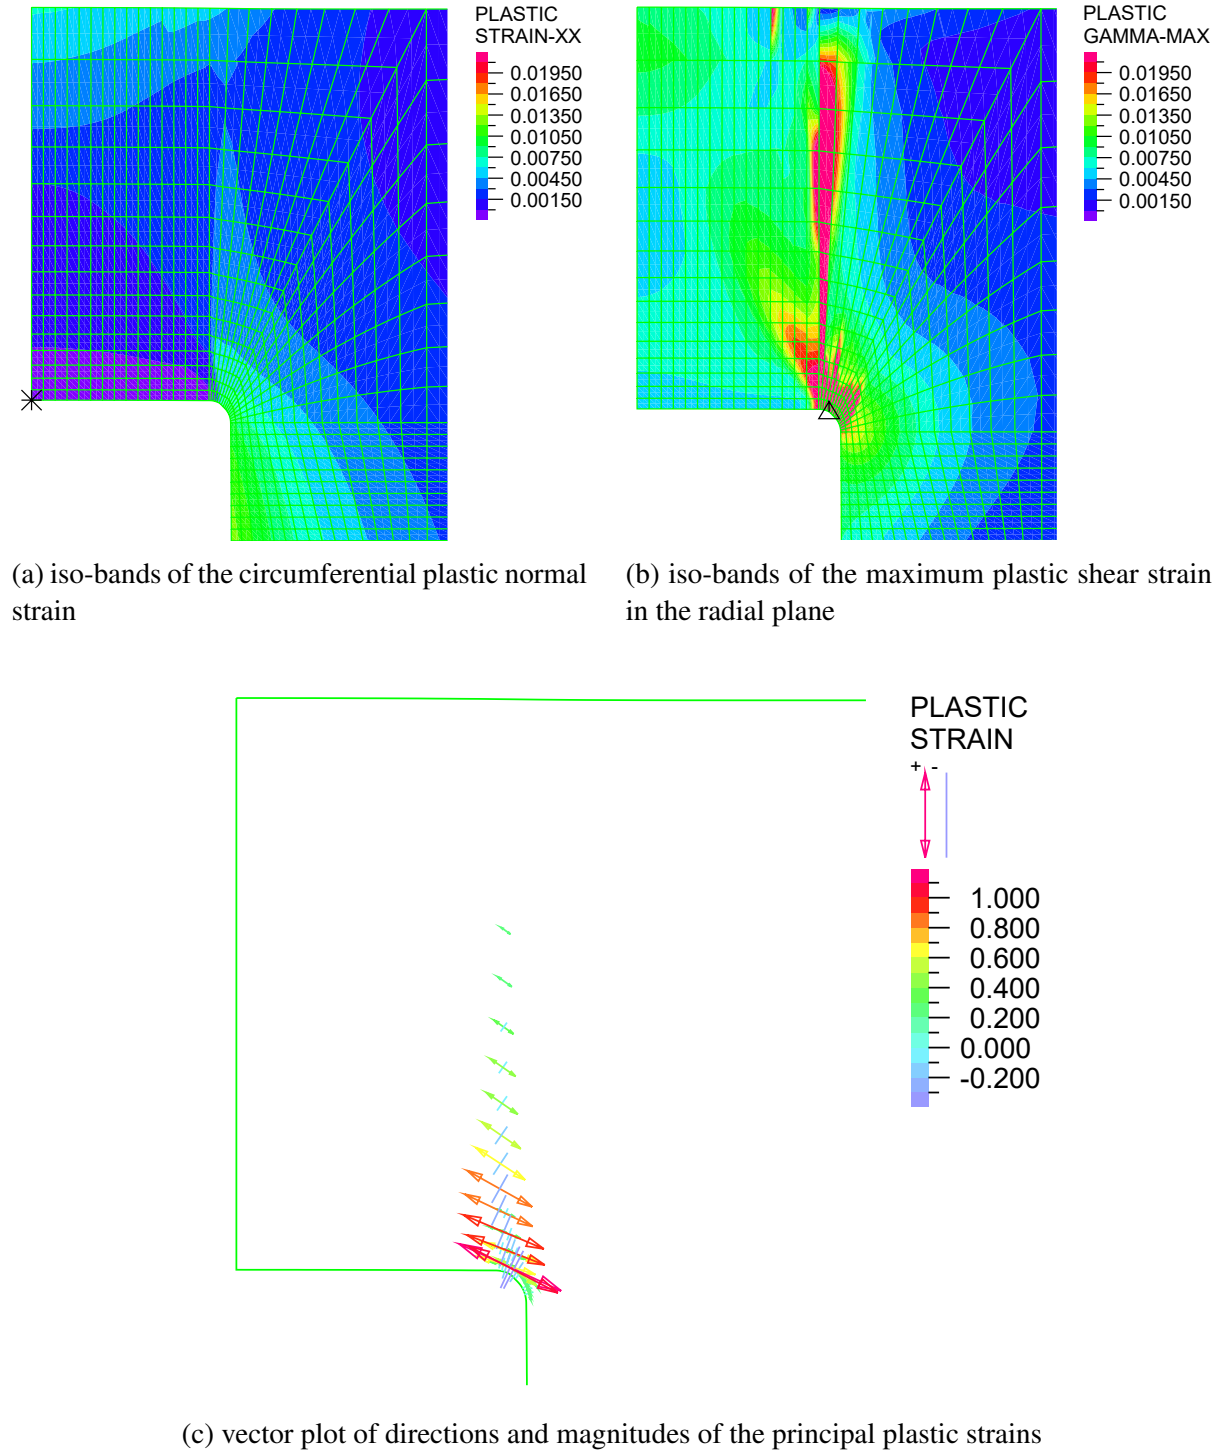 PLASTIC
STRAIN-XX
0.01950
0.01650
0.01350
0.01050
0.00750
0.00450
0.00150
PLASTIC
GAMMA-MAX
0.01950
0.01650
0.01350
0.01050
0.00750
0.00450
0.00150
(a) iso-bands of the circumferential plastic normal
strain
(b) iso-bands of the maximum plastic shear strain
in the radial plane
PLASTIC
STRAIN
+ -
1.000
0.800
0.600
0.400
0.200
0.000
-0.200
(c) vector plot of directions and magnitudes of the principal plastic strains